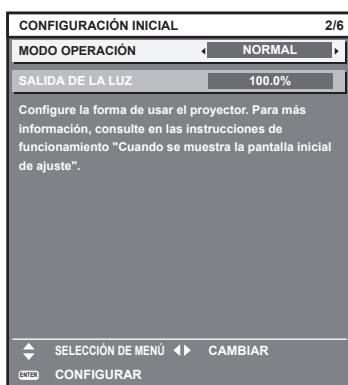 CONFIGURACIÓN INICIAL 2/6
MODO OPERACIÓN NORMAL
SALIDA DE LA LUZ 100.0%
Configure la forma de usar el proyector. Para más
información, consulte en las instrucciones de
funcionamiento "Cuando se muestra la pantalla inicial
de ajuste".
SELECCIÓN DE MENÚ CAMBIAR
ENTER CONFIGURAR